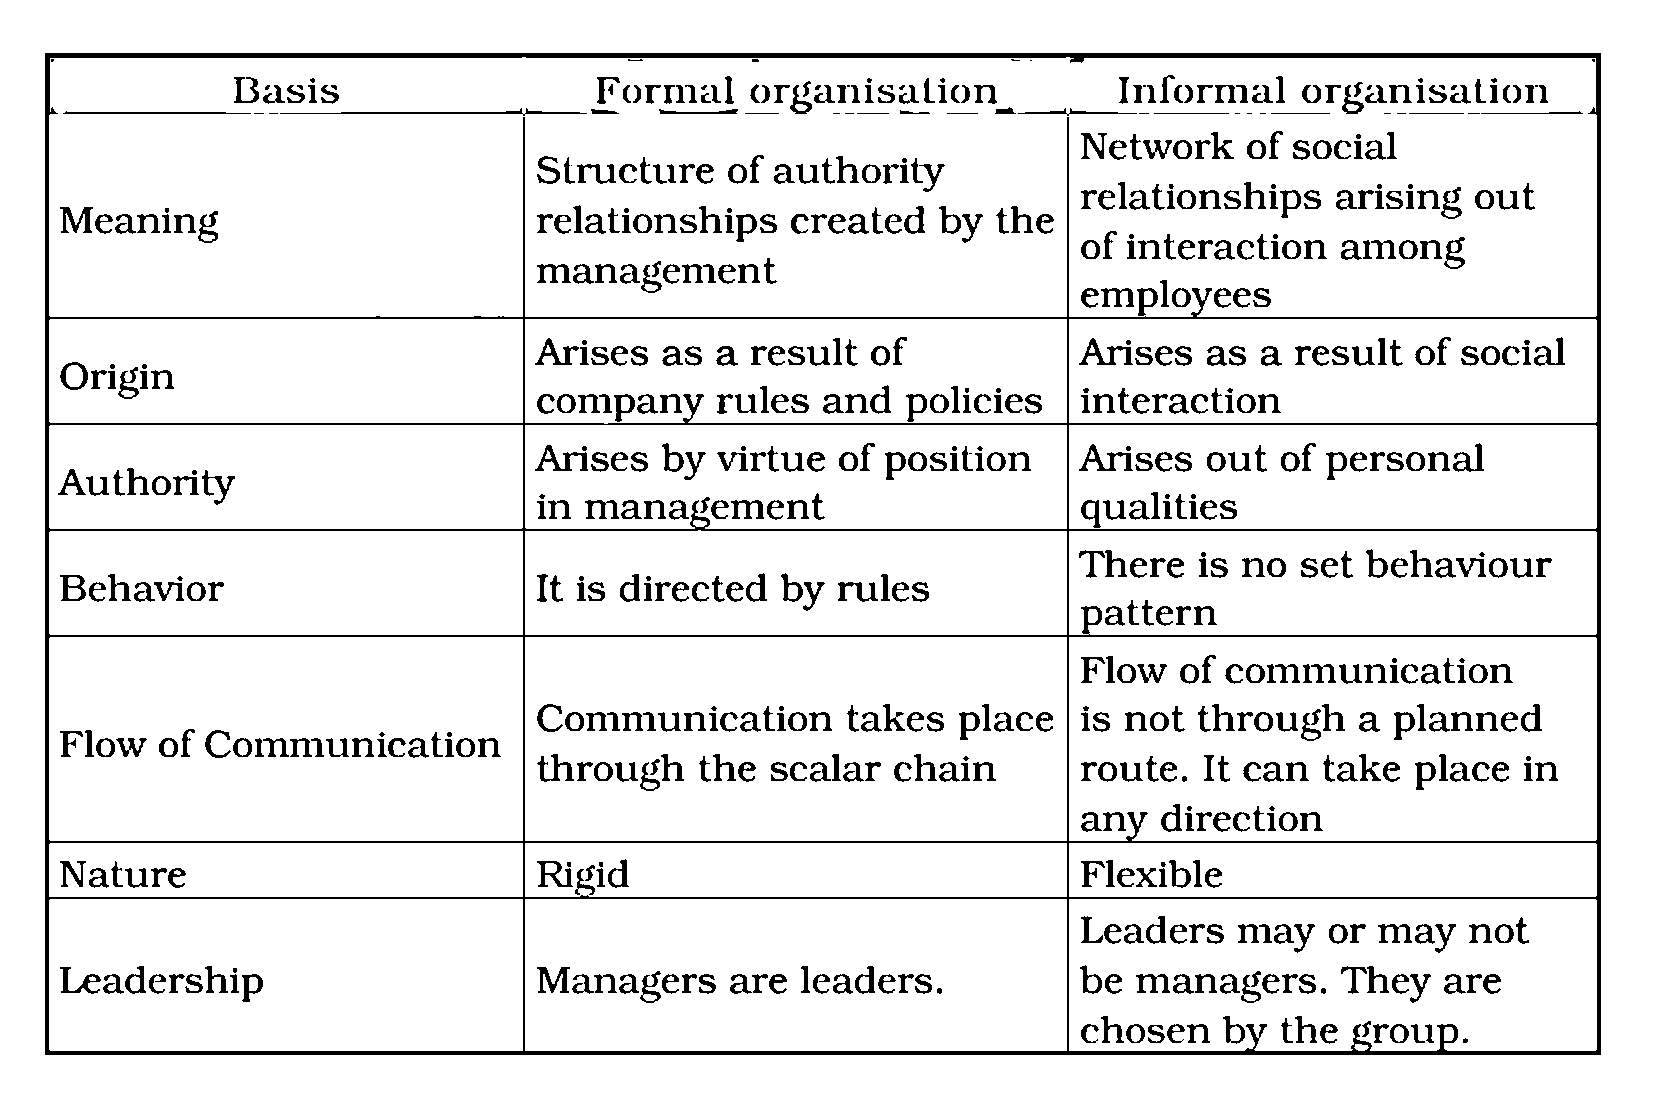 Basis
Formal organisation
Informal organisation
Meaning
Structure of authority
relationships created by the
management
Network of social
relationships arising out
of interaction among
employees
Origin
Arises as a result of
company rules and policies
Arises as a result of social
interaction
Authority
Arises by virtue of position
in management
Arises out of personal
qualities
Behavior
It is directed by rules
There is no set behaviour
pattern
Flow of Communication
Communication takes place
through the scalar chain
Flow of communication
is not through a planned
route. It can take place in
any direction
Nature
Rigid
Flexible
Leadership
Managers are leaders.
Leaders may or may not
be managers. They are
chosen by the group.